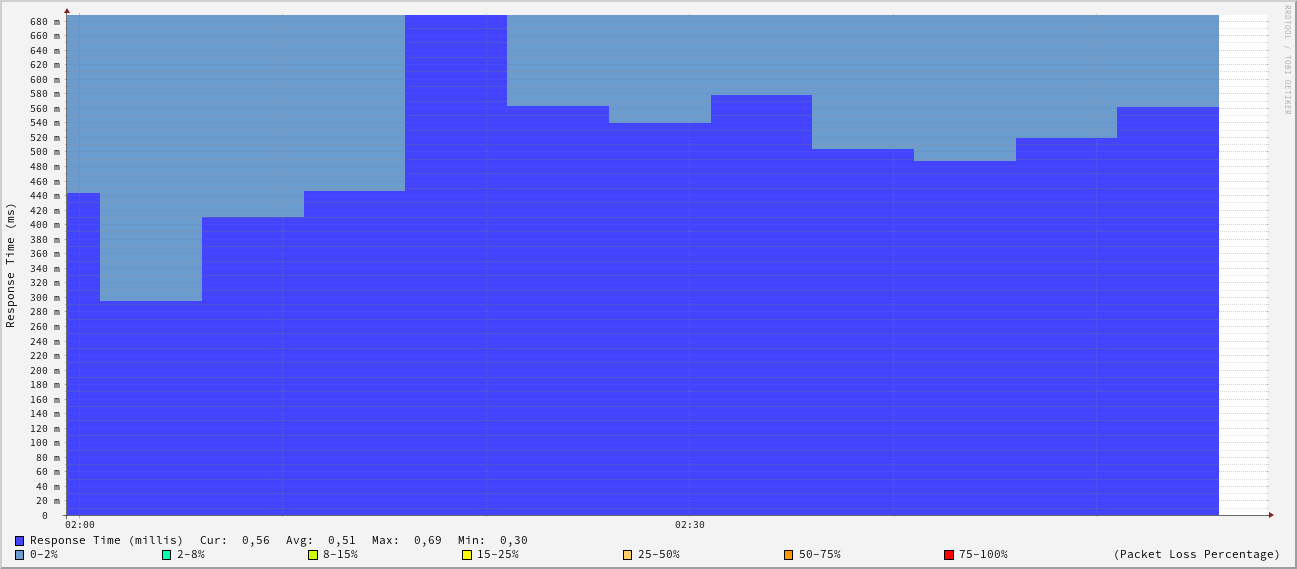 RRDTOOL / TOBI OETIKER
Response Time (ms)
680 m
660 m
640 m
620 m
600 m
580 m
560 m
540 m
520 m
500 m
480 m
460 m
440 m
420 m
400 m
380 m
360 m
340 m
320 m
300 m
280 m
260 m
240 m
220 m
200 m
180 m
160 m
140 m
120 m
100 m
80 m
60 m
40 m
20 m
0
02:00 02:30
Response Time (millis) Cur: 0,56 Avg: 0,51 Max: 0,69 Min: 0,30
0-2% 2-8% 8-15% 15-25% 25-50% 50-75% 75-100% (Packet Loss Percentage)